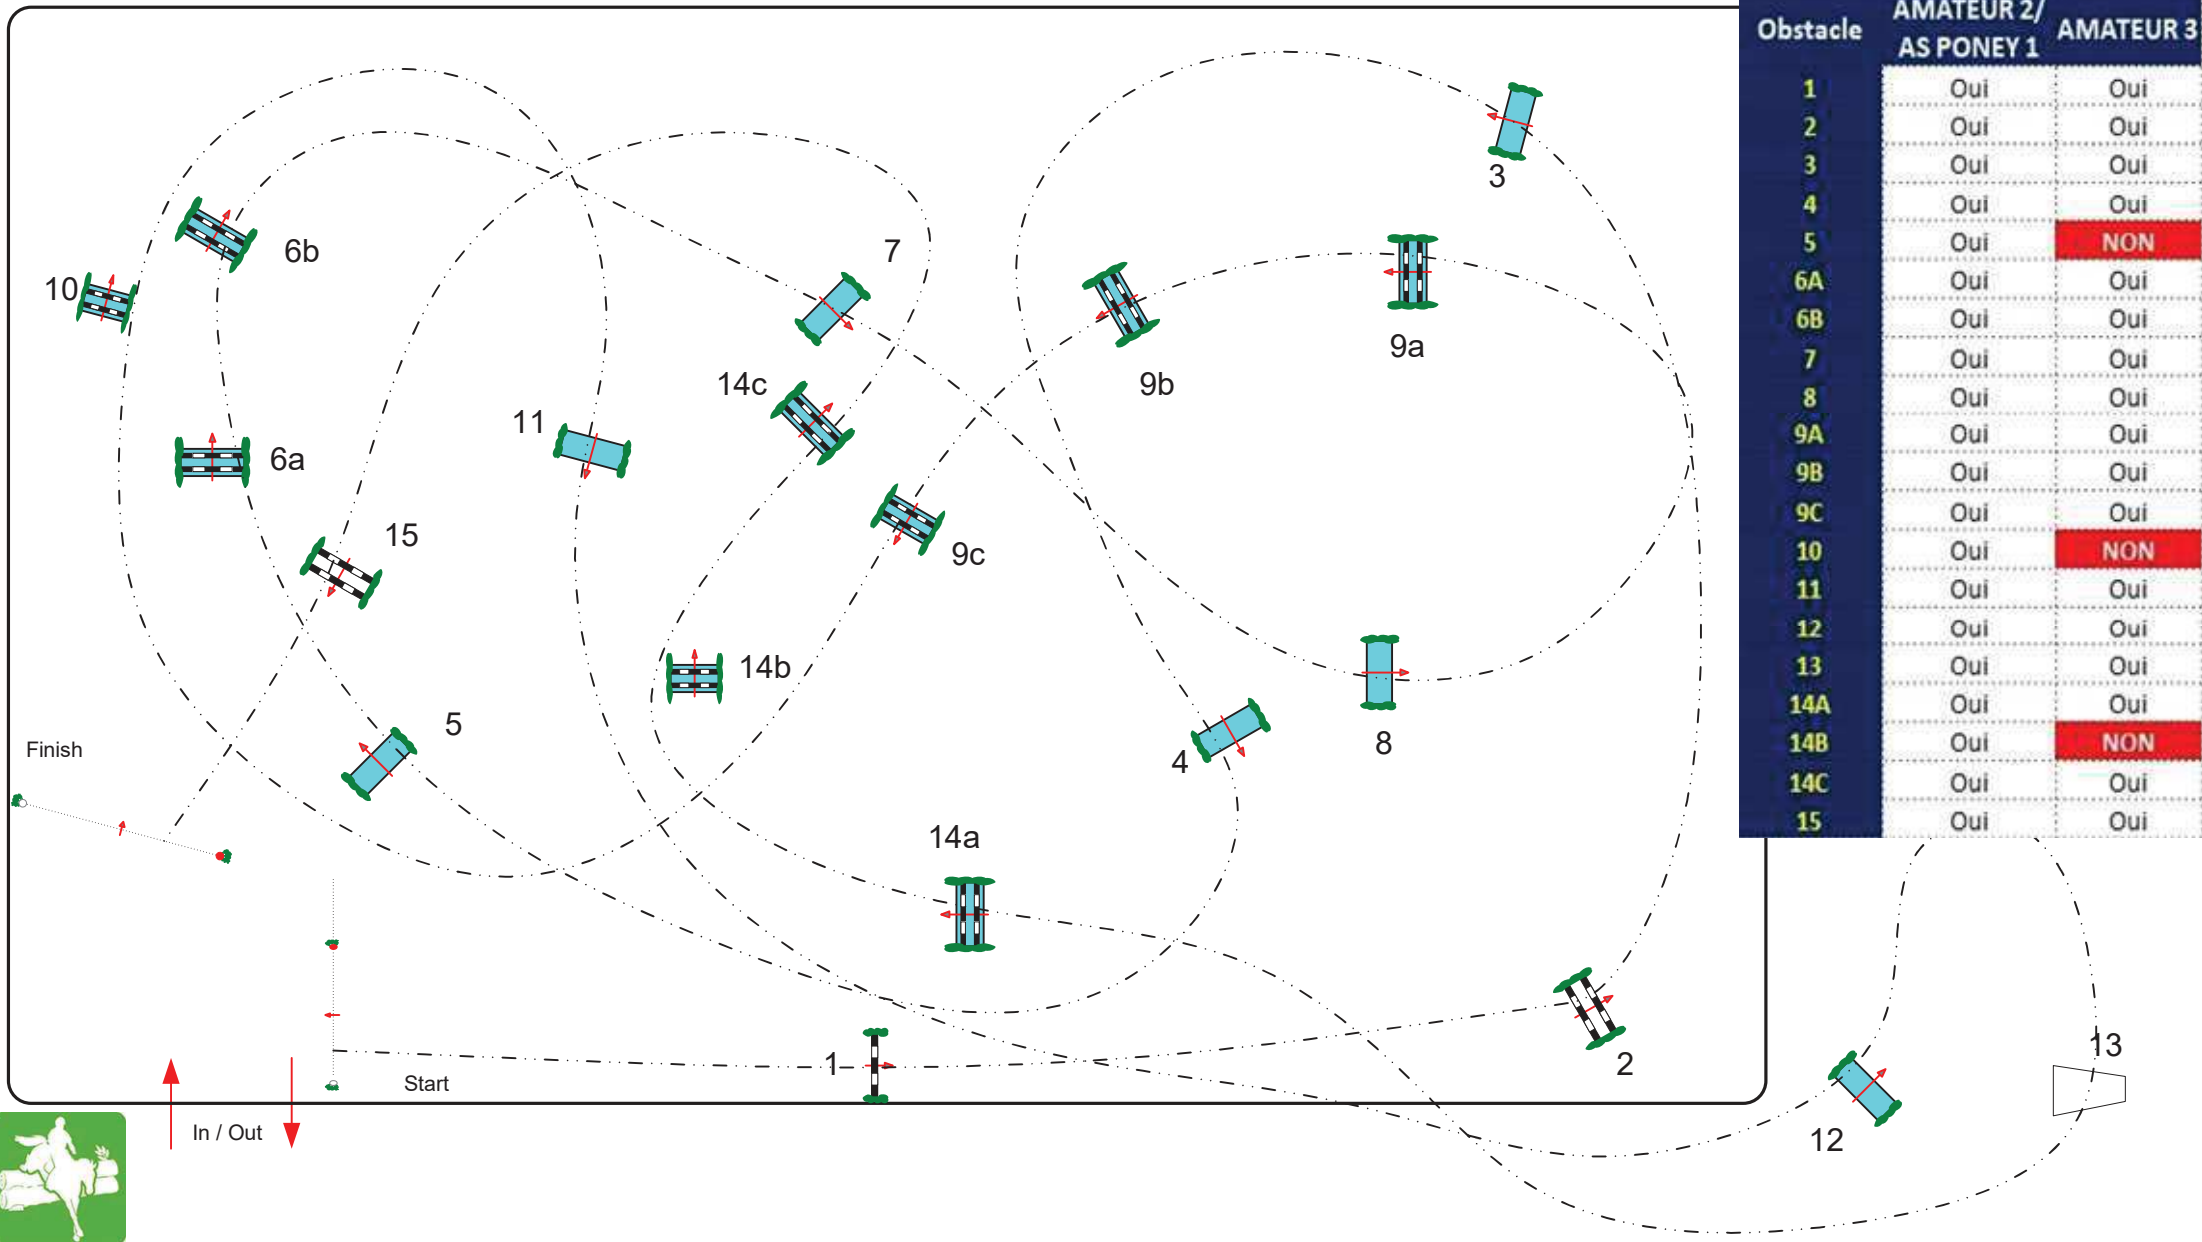 Obstacle AMATEUR 2/ AS PONEY 1 AMATEUR 3
1 Oui Oui
2 Oui Oui
3 Oui Oui
4 Oui Oui
5 Oui NON
6A Oui Oui
6B Oui Oui
7 Oui Oui
8 Oui Oui
9A Oui Oui
9B Oui Oui
9C Oui Oui
10 Oui NON
11 Oui Oui
12 Oui Oui
13 Oui Oui
14A Oui Oui
14B Oui NON
14C Oui Oui
15 Oui Oui
3
6b
7
10
9a
14c
9b
11
6a
15
9c
14b
5
Finish
8
4
14a
13
1
2
Start
In / Out
12